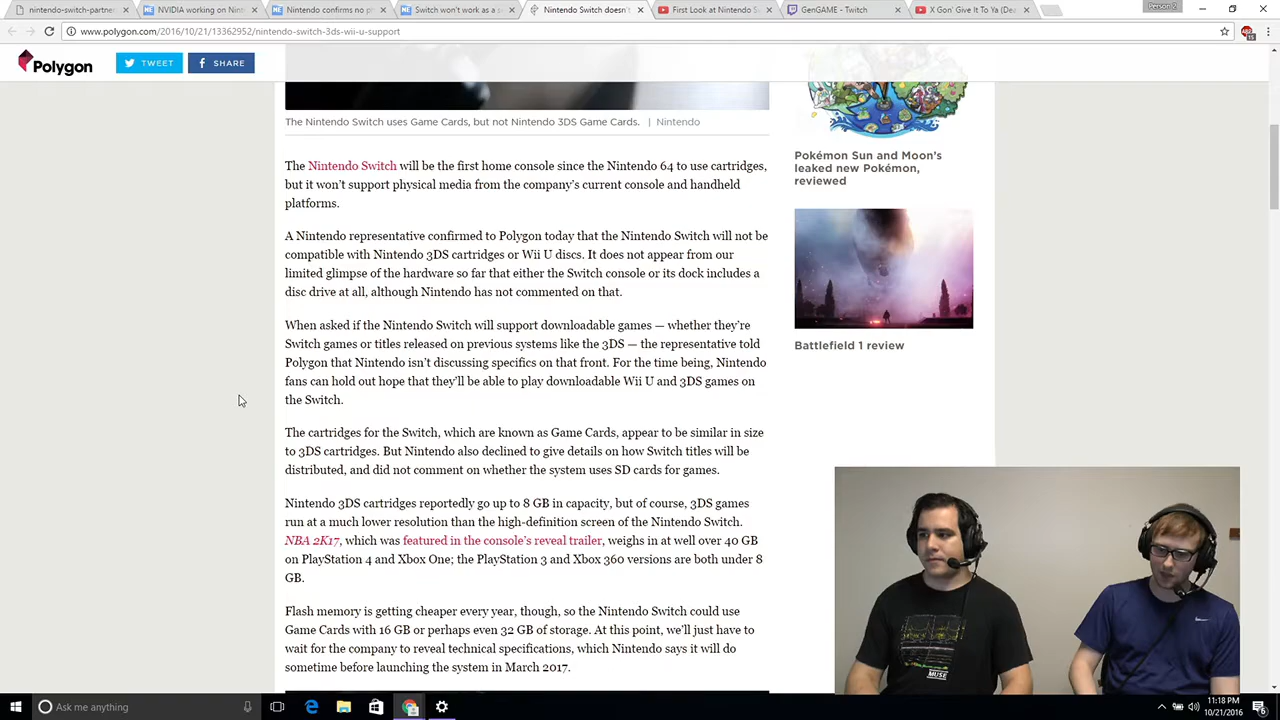 nintendo-switch-partner
NVIDIA working on Ninten
Nintendo confirms no pr
Switch won't work as a s
Nintendo Switch doesn'
First Look at Nintendo S
GenGAME - Twitch
X Gon' Give It To Ya (Dea
Person 2
www.polygon.com/2016/10/21/13362952/nintendo-switch-3ds-wii-u-support
Polygon
TWEET
SHARE
The Nintendo Switch uses Game Cards, but not Nintendo 3DS Game Cards. | Nintendo
The Nintendo Switch will be the first home console since the Nintendo 64 to use cartridges,
but it won't support physical media from the company's current console and handheld
platforms.
A Nintendo representative confirmed to Polygon today that the Nintendo Switch will not be
compatible with Nintendo 3DS cartridges or Wii U discs. It does not appear from our
limited glimpse of the hardware so far that either the Switch console or its dock includes a
disc drive at all, although Nintendo has not commented on that.
When asked if the Nintendo Switch will support downloadable games — whether they're
Switch games or titles released on previous systems like the 3DS — the representative told
Polygon that Nintendo isn't discussing specifics on that front. For the time being, Nintendo
fans can hold out hope that they'll be able to play downloadable Wii U and 3DS games on
the Switch.
The cartridges for the Switch, which are known as Game Cards, appear to be similar in size
to 3DS cartridges. But Nintendo also declined to give details on how Switch titles will be
distributed, and did not comment on whether the system uses SD cards for games.
Nintendo 3DS cartridges reportedly go up to 8 GB in capacity, but of course, 3DS games
run at a much lower resolution than the high-definition screen of the Nintendo Switch.
NBA 2K17, which was featured in the console's reveal trailer, weighs in at well over 40 GB
on PlayStation 4 and Xbox One; the PlayStation 3 and Xbox 360 versions are both under 8
GB.
Flash memory is getting cheaper every year, though, so the Nintendo Switch could use
Game Cards with 16 GB or perhaps even 32 GB of storage. At this point, we'll just have to
wait for the company to reveal technical specifications, which Nintendo says it will do
sometime before launching the system in March 2017.
Pokémon Sun and Moon's
leaked new Pokémon,
reviewed
Battlefield 1 review
MUSE
Ask me anything
11:18 PM
10/21/2016